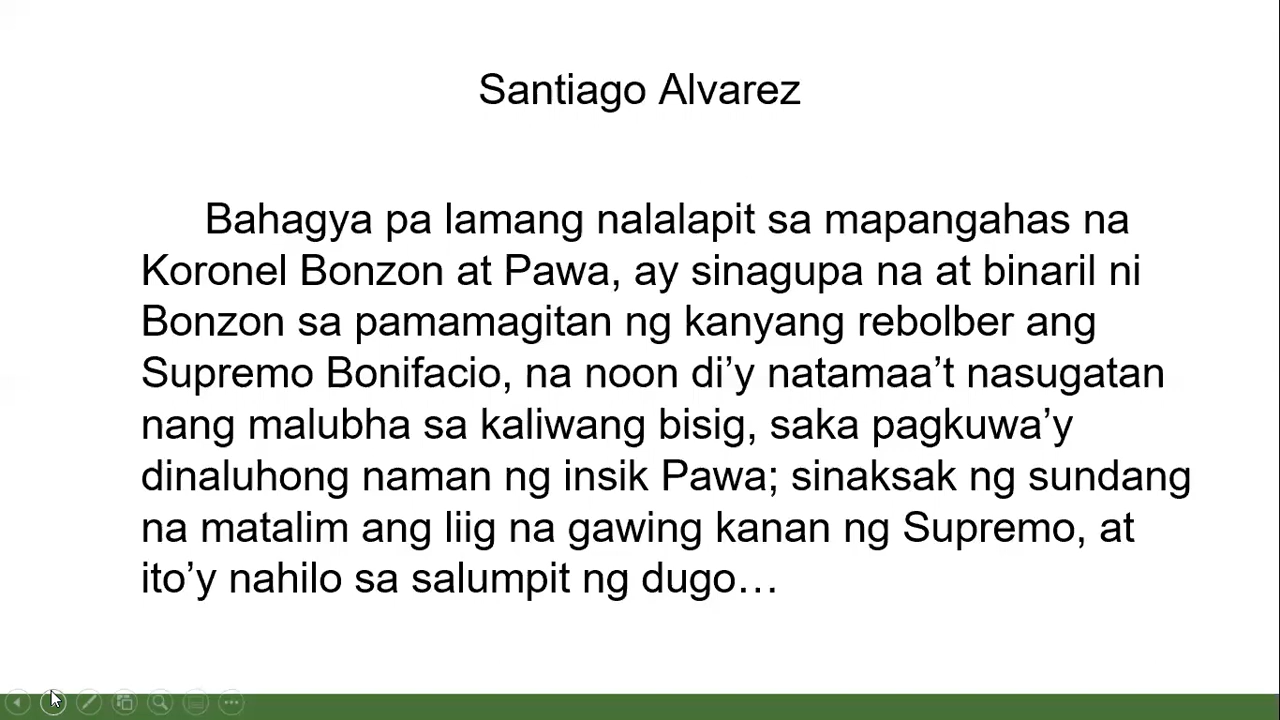 Santiago Alvarez
Bahagya pa lamang nalalapit sa mapangahas na
Koronel Bonzon at Pawa, ay sinagupa na at binaril ni
Bonzon sa pamamagitan ng kanyang rebolber ang
Supremo Bonifacio, na noon di’y natamaa’t nasugatan
nang malubha sa kaliwang bisig, saka pagkuwa’y
dinaluhong naman ng insik Pawa; sinaksak ng sundang
na matalim ang liig na gawing kanan ng Supremo, at
ito’y nahilo sa salumpit ng dugo…